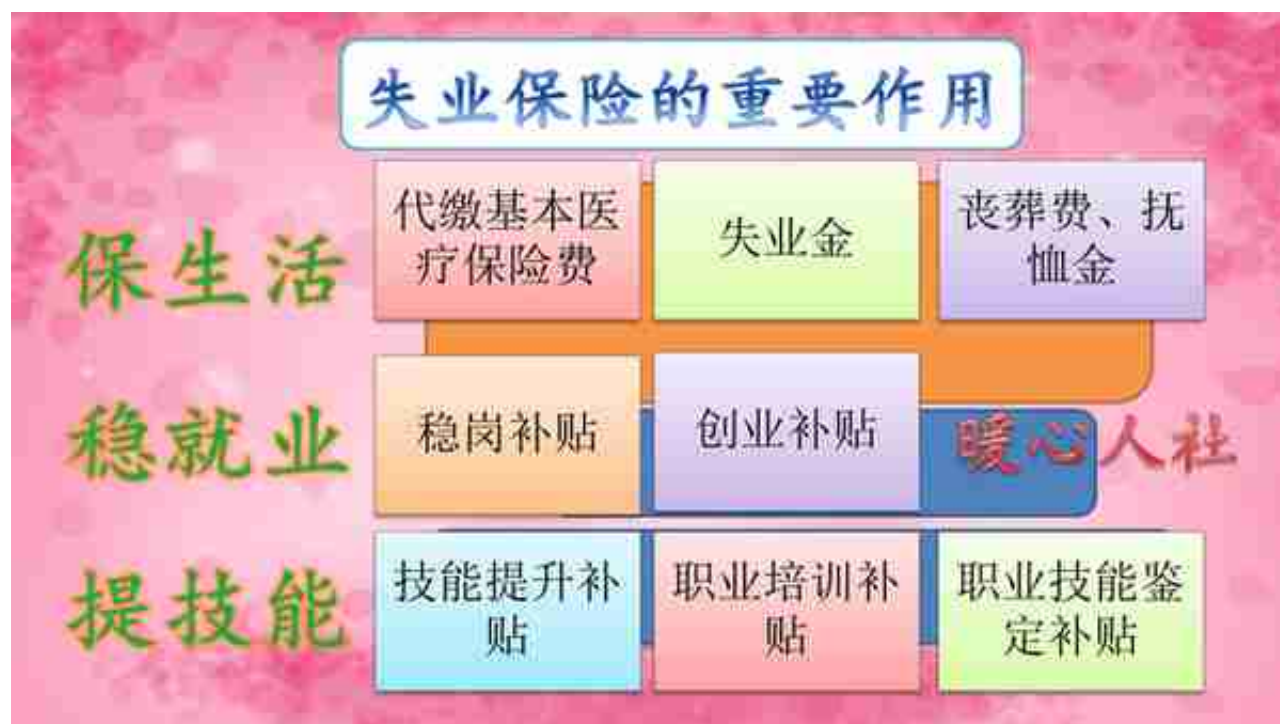 失业保险的重要作用
保生活
代缴基本医
疗保险费
失业金
丧葬费、抚
恤金
稳就业
稳岗补贴
创业补贴
暖心人社
提技能
技能提升补
贴
职业培训补
贴
职业技能鉴
定补贴